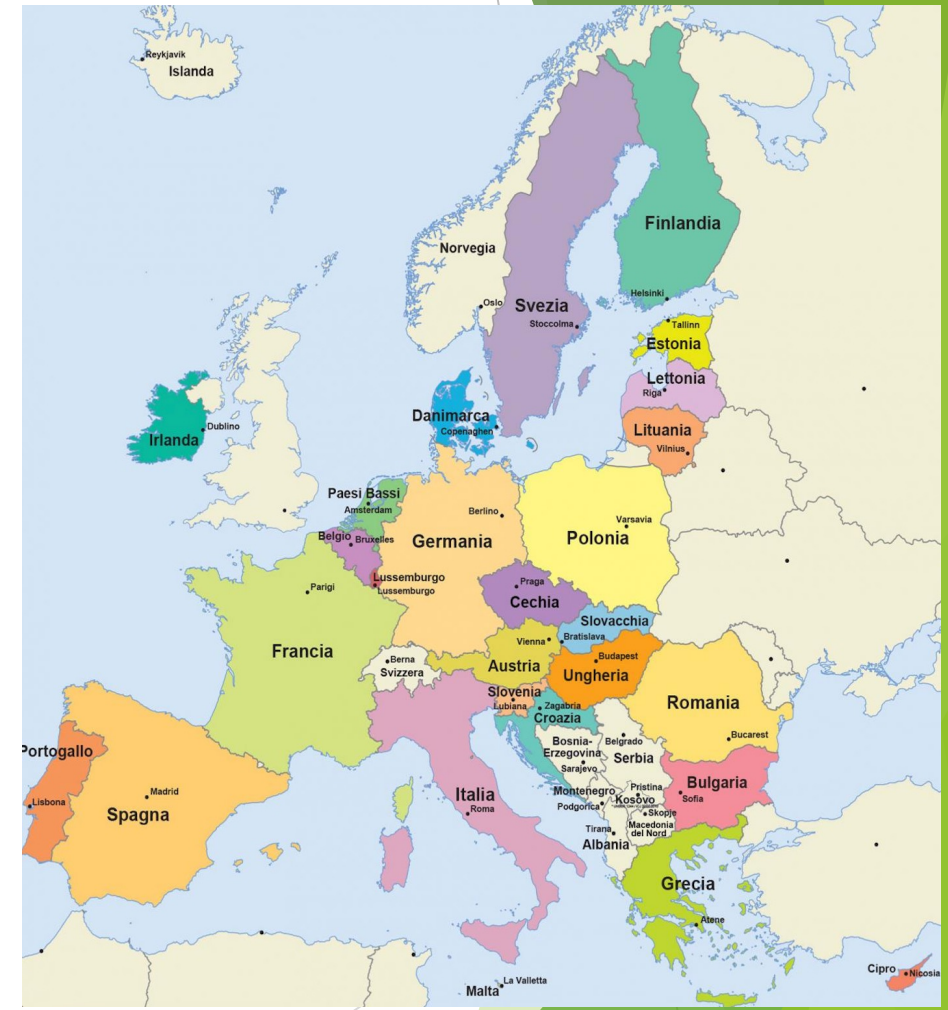 Reykjavik
Islanda
Finlandia
Norvegia
Helsinki
Oslo
Svezia
Stoccolma
Tallinn
Estonia
Lettonia
Riga
Danimarca
Copenaghen
Dublino
Irlanda
Lituania
Vilnius
Paesi Bassi
Amsterdam
Berlino
Varsavia
Belgio
Bruxelles
Germania
Polonia
Lussemburgo
Lussemburgo
Parigi
Praga
Cechia
Slovacchia
Bratislava
Vienna
Francia
Berna
Svizzera
Austria
Budapest
Ungheria
Slovenia
Lubiana
Zagabria
Croazia
Romania
Bucarest
Bosnia-
Erzegovina
Sarajevo
Belgrado
Serbia
Portogallo
Lisbona
Madrid
Spagna
Italia
Roma
Montenegro
Podgorica
Pristina
Kosovo
Bulgaria
Sofia
Skopje
Macedonia
del Nord
Tirana
Albania
Grecia
Atene
Cipro
Nicosia
La Valletta
Malta